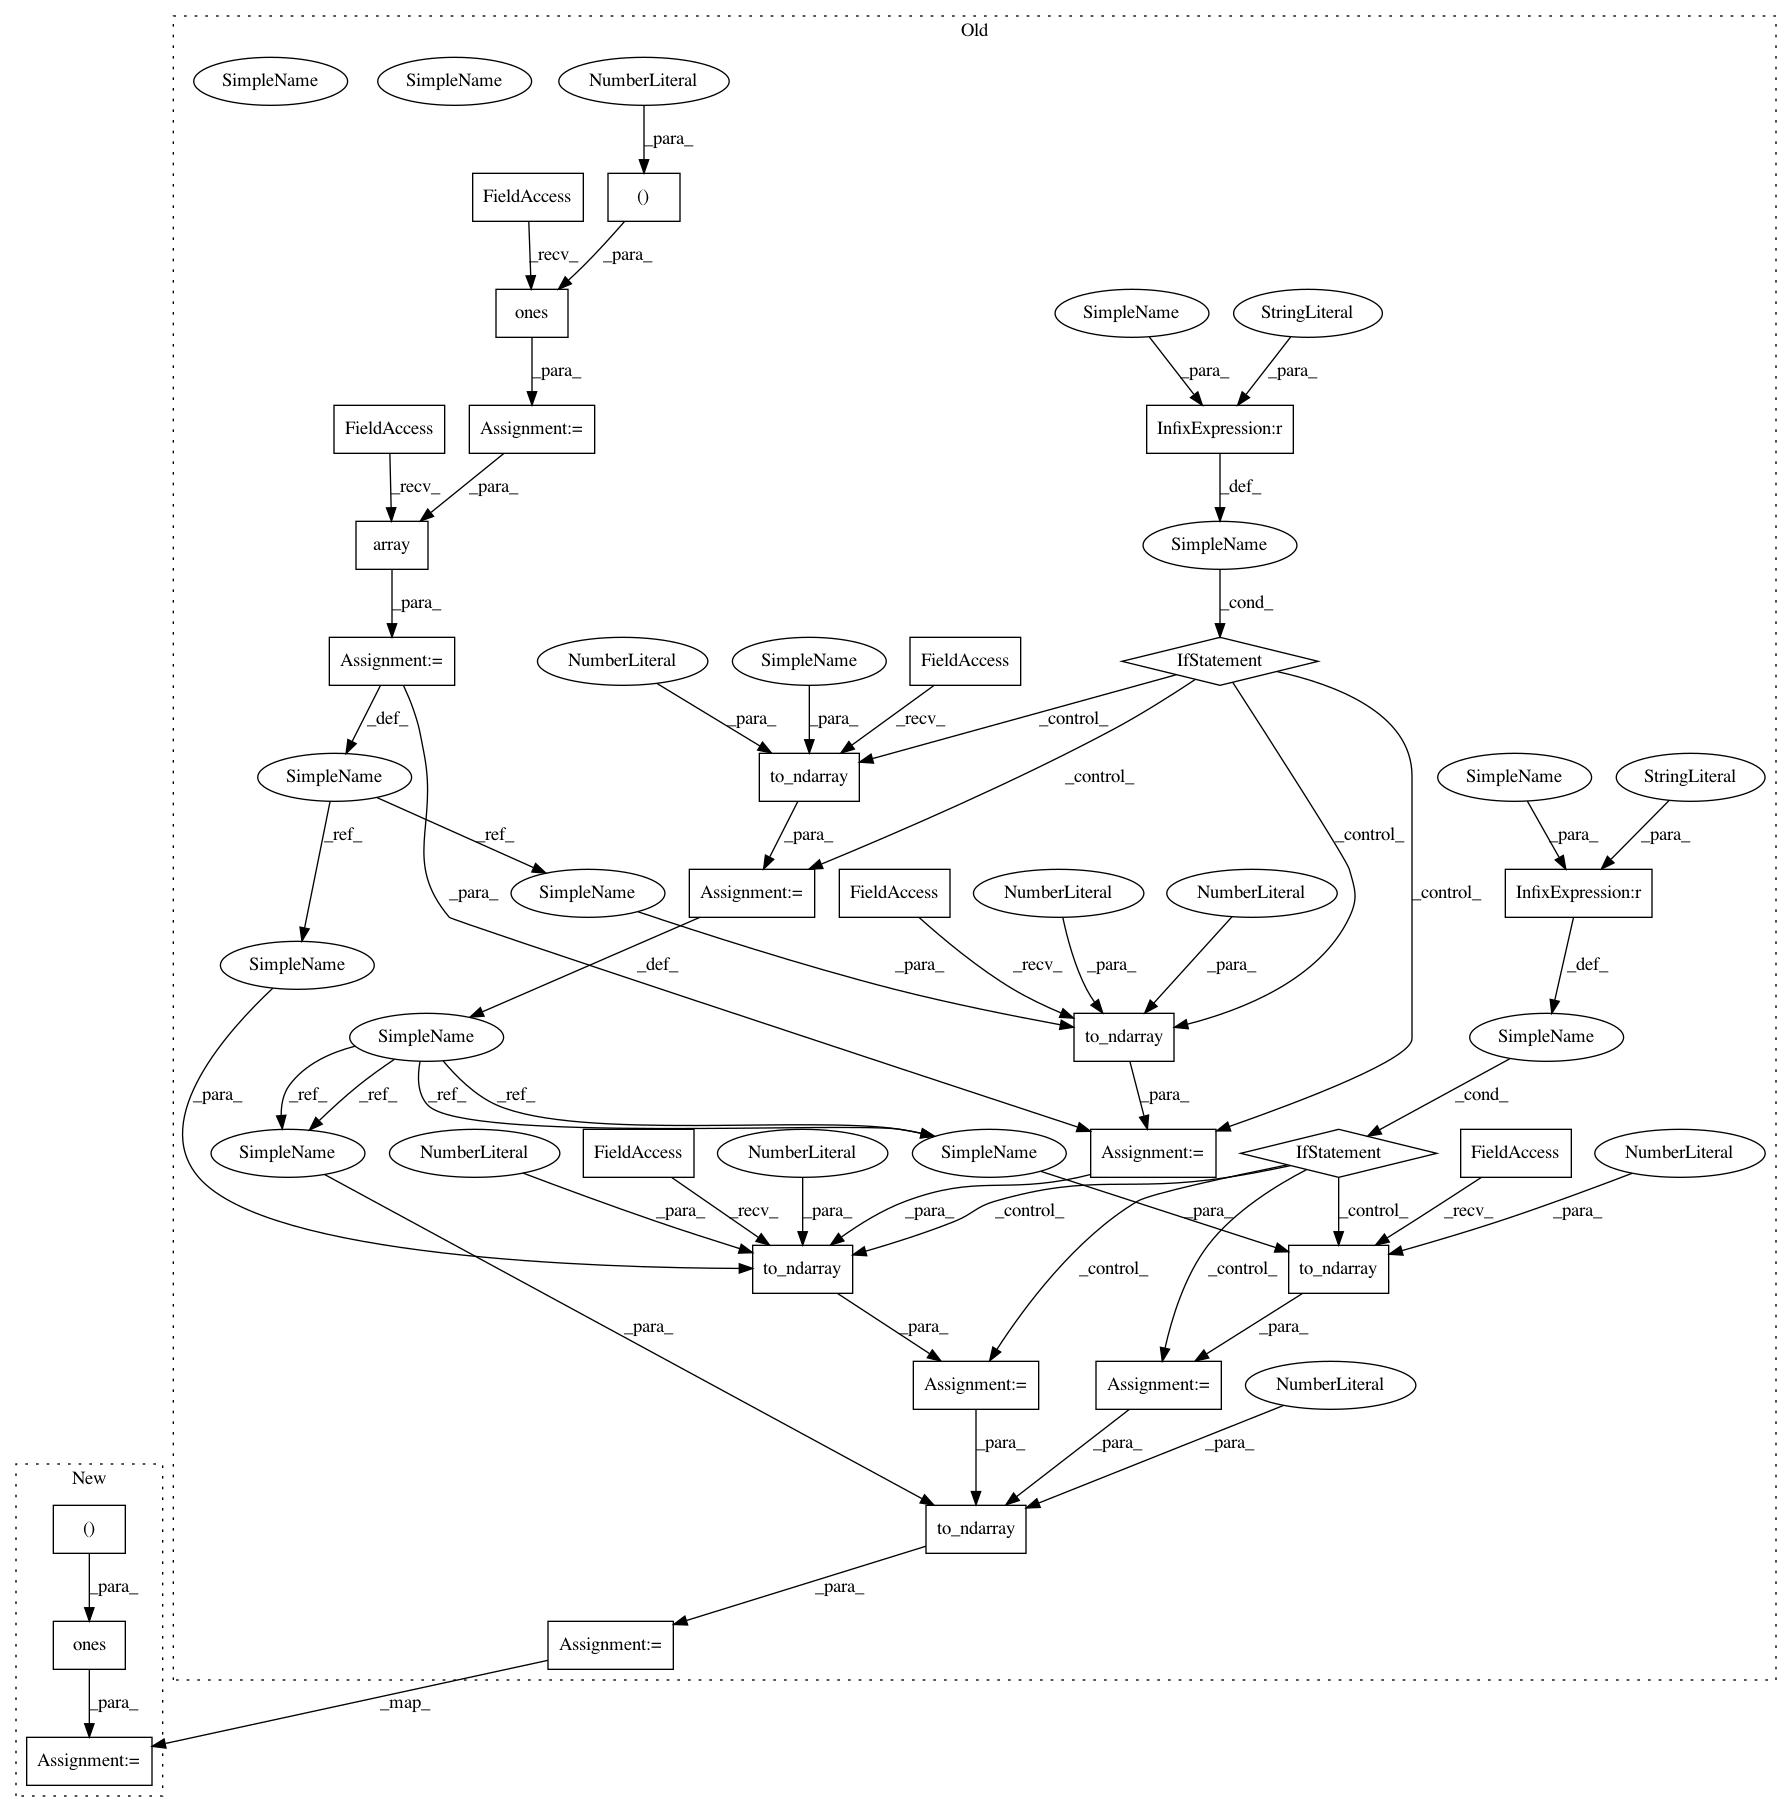 Old
SimpleName SimpleName NumberLiteral
_para_
FieldAccess ()
_recv_ _para_
ones SimpleName StringLiteral
_para_ _para_ _para_
FieldAccess Assignment:= InfixExpression:r
_recv_ _para_ _def_
array SimpleName
_para_ _cond_
Assignment:= NumberLiteral SimpleName FieldAccess IfStatement
_def_ _para_ _para_ _recv_ _control_
SimpleName to_ndarray _control_ SimpleName StringLiteral
_ref_ _ref_ _para_ _control_ _para_ _para_
SimpleName Assignment:= FieldAccess NumberLiteral NumberLiteral _para_ _control_ InfixExpression:r
SimpleName _def_ _para_ _recv_ _para_ _para_ _def_
SimpleName to_ndarray SimpleName
_para_ _ref_ _ref_ _ref_ _ref_ _para_ _cond_
SimpleName NumberLiteral FieldAccess NumberLiteral SimpleName Assignment:= IfStatement FieldAccess NumberLiteral
_para_ _recv_ _para_ _para_ _control_ _para_ _control_ _recv_ _para_
to_ndarray to_ndarray
_para_ _para_ _control_ _control_ _para_
Assignment:= Assignment:= NumberLiteral
_para_ _para_ _para_
New
() to_ndarray
_para_ _para_
ones Assignment:=
_para_ _map_
Assignment:=